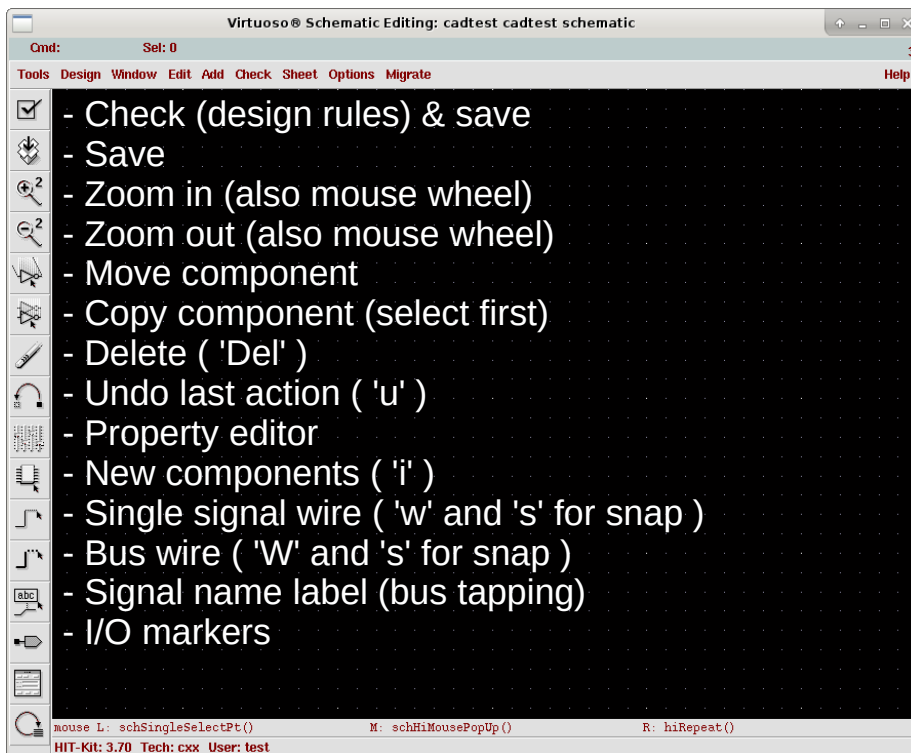 Virtuoso® Schematic Editing: cadtest cadtest schematic
Cmd: Sel: 0
Tools Design Window Edit Add Check Sheet Options Migrate Help
- Check (design rules) & save
- Save
2
- Zoom in (also mouse wheel)
2
- Zoom out (also mouse wheel)
- Move component
- Copy component (select first)
- Delete ( 'Del' )
- Undo last action ( 'u' )
- Property editor
- New components ( 'i' )
- Single signal wire ( 'w' and 's' for snap )
- Bus wire ( 'W' and 's' for snap )
abc
- Signal name label (bus tapping)
- I/O markers
mouse L: schSingleSelectPt() M: schHiMousePopUp() R: hiRepeat()
HIT-Kit: 3.70 Tech: cxx User: test